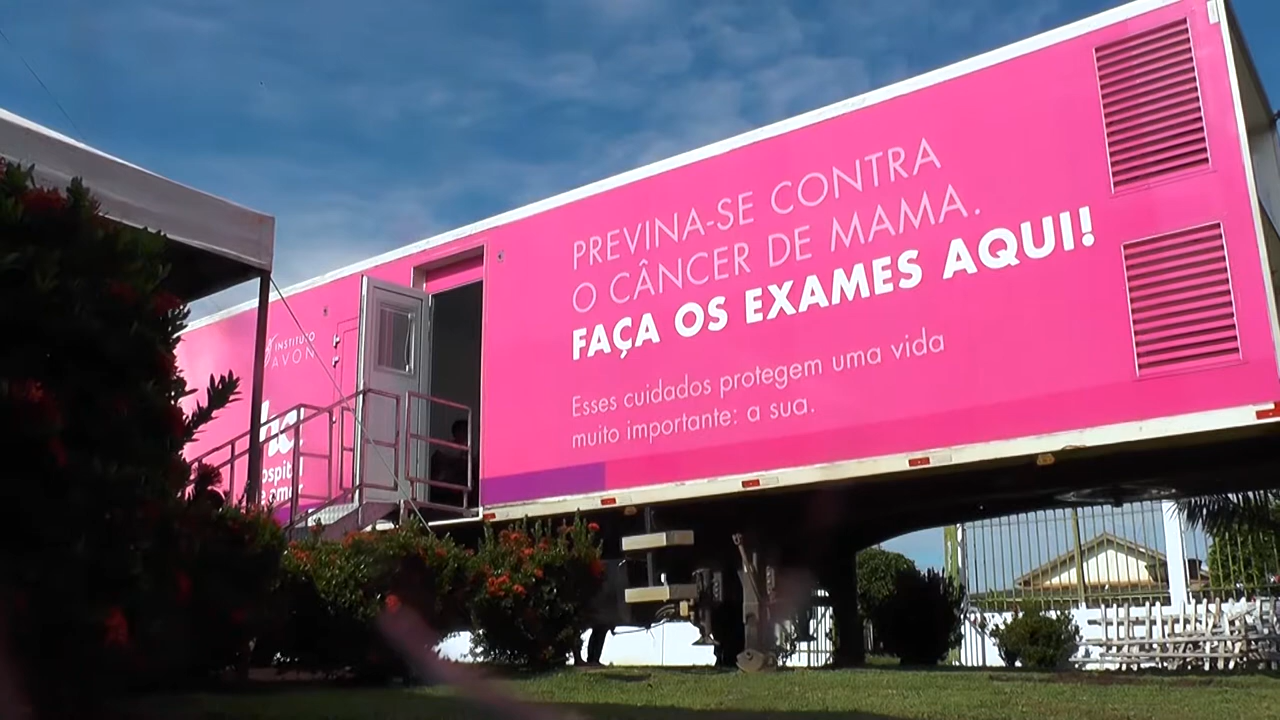 PREVINA-SE CONTRA
O CÂNCER DE MAMA.
FAÇA OS EXAMES AQUI!
Esses cuidados protegem uma vida
muito importante: a sua.
INSTITUTO
AVON